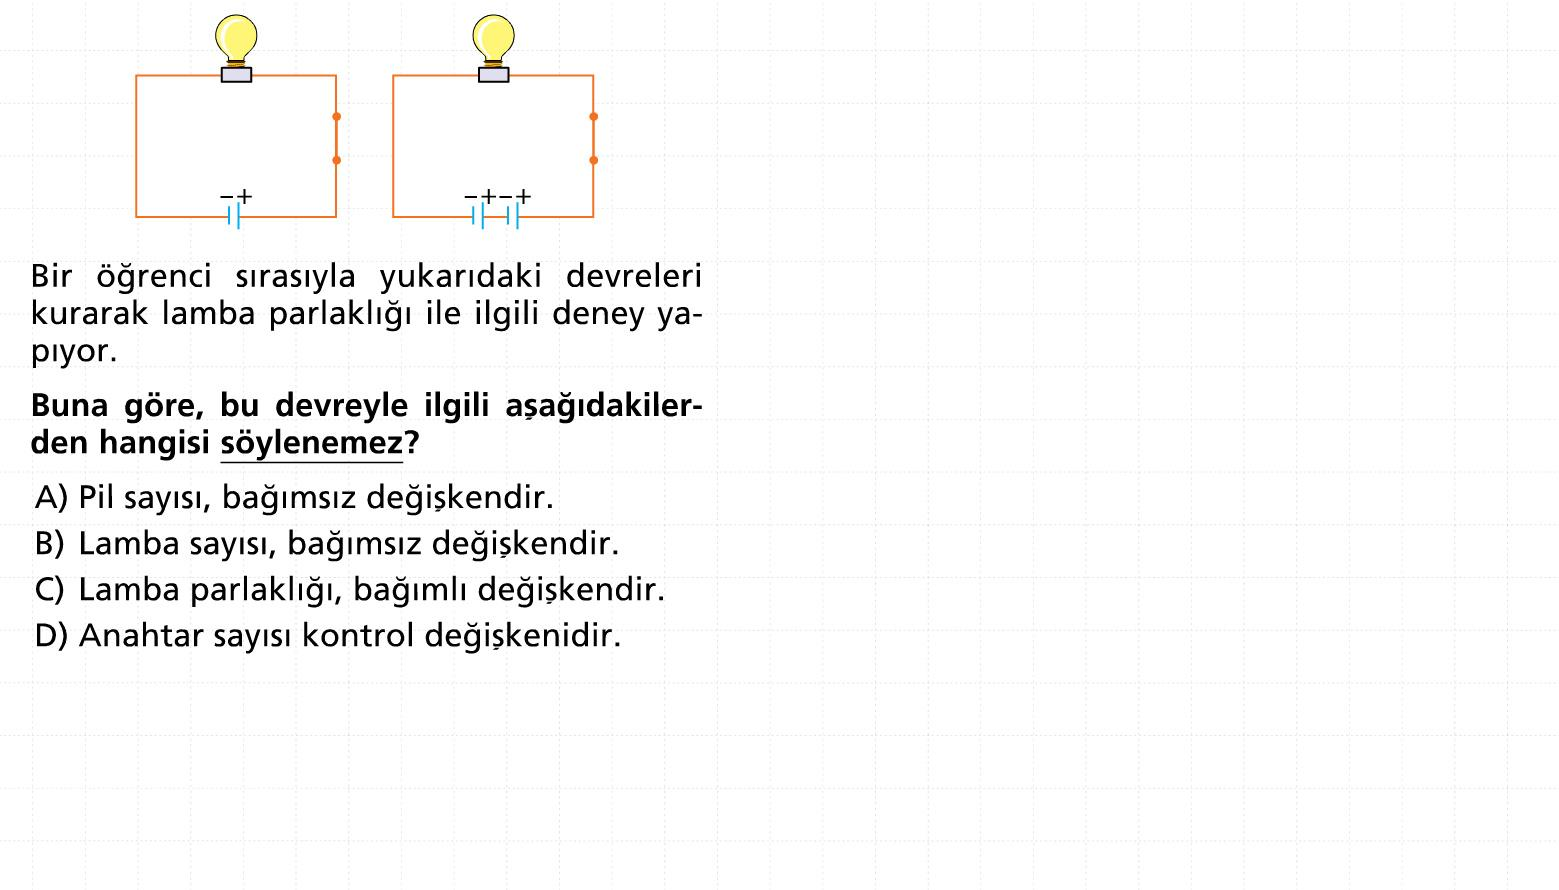 −+ −+−+
Bir öğrenci sırasıyla yukarıdaki devreleri
kurarak lamba parlaklığı ile ilgili deney ya-
pıyor.
Buna göre, bu devreyle ilgili aşağıdakiler-
den hangisi söylenemez?
A) Pil sayısı, bağımsız değişkendir.
B) Lamba sayısı, bağımsız değişkendir.
C) Lamba parlaklığı, bağımlı değişkendir.
D) Anahtar sayısı kontrol değişkenidir.